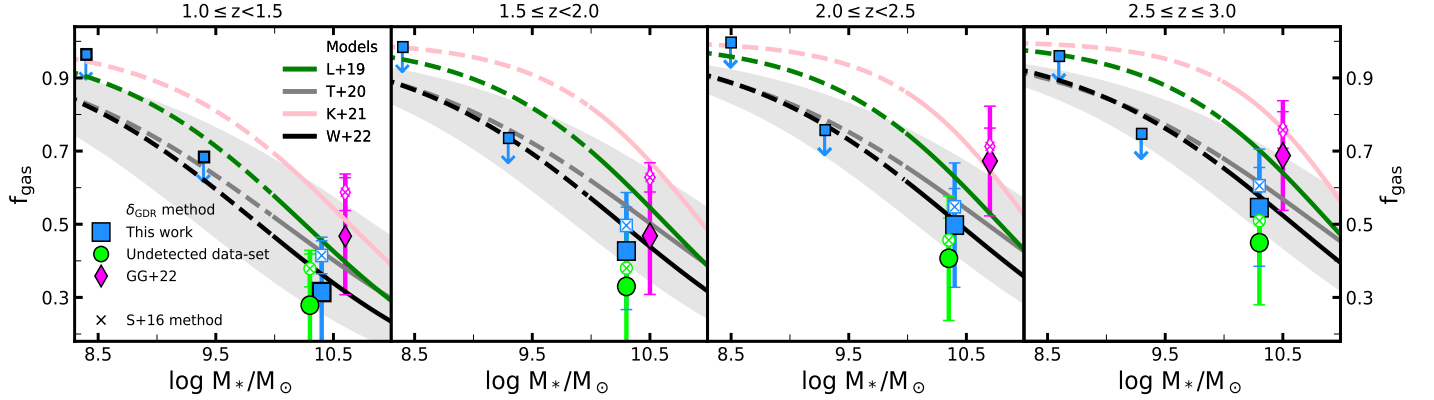 1.0 ≤ z<1.5
1.5 ≤ z<2.0
2.0 ≤ z<2.5
2.5 ≤ z ≤ 3.0
Models
L+19
T+20
K+21
W+22
δGDR method
This work
Undetected data-set
GG+22
S+16 method
fgas
0.9
0.7
0.5
0.3
0.9
0.7
0.5
0.3
fgas
8.5 9.5 10.5
8.5 9.5 10.5
8.5 9.5 10.5
8.5 9.5 10.5
log M*/M⊙
log M*/M⊙
log M*/M⊙
log M*/M⊙